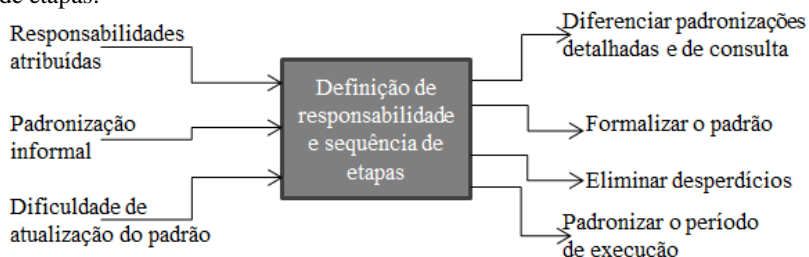 de etapas.
Responsabilidades
atribuídas
Padronização
informal
Dificuldade de
atualização do padrão
Definição de
responsabilidade
e sequência de
etapas
Diferenciar padronizações
detalhadas e de consulta
Formalizar o padrão
Eliminar desperdícios
Padronizar o período
de execução